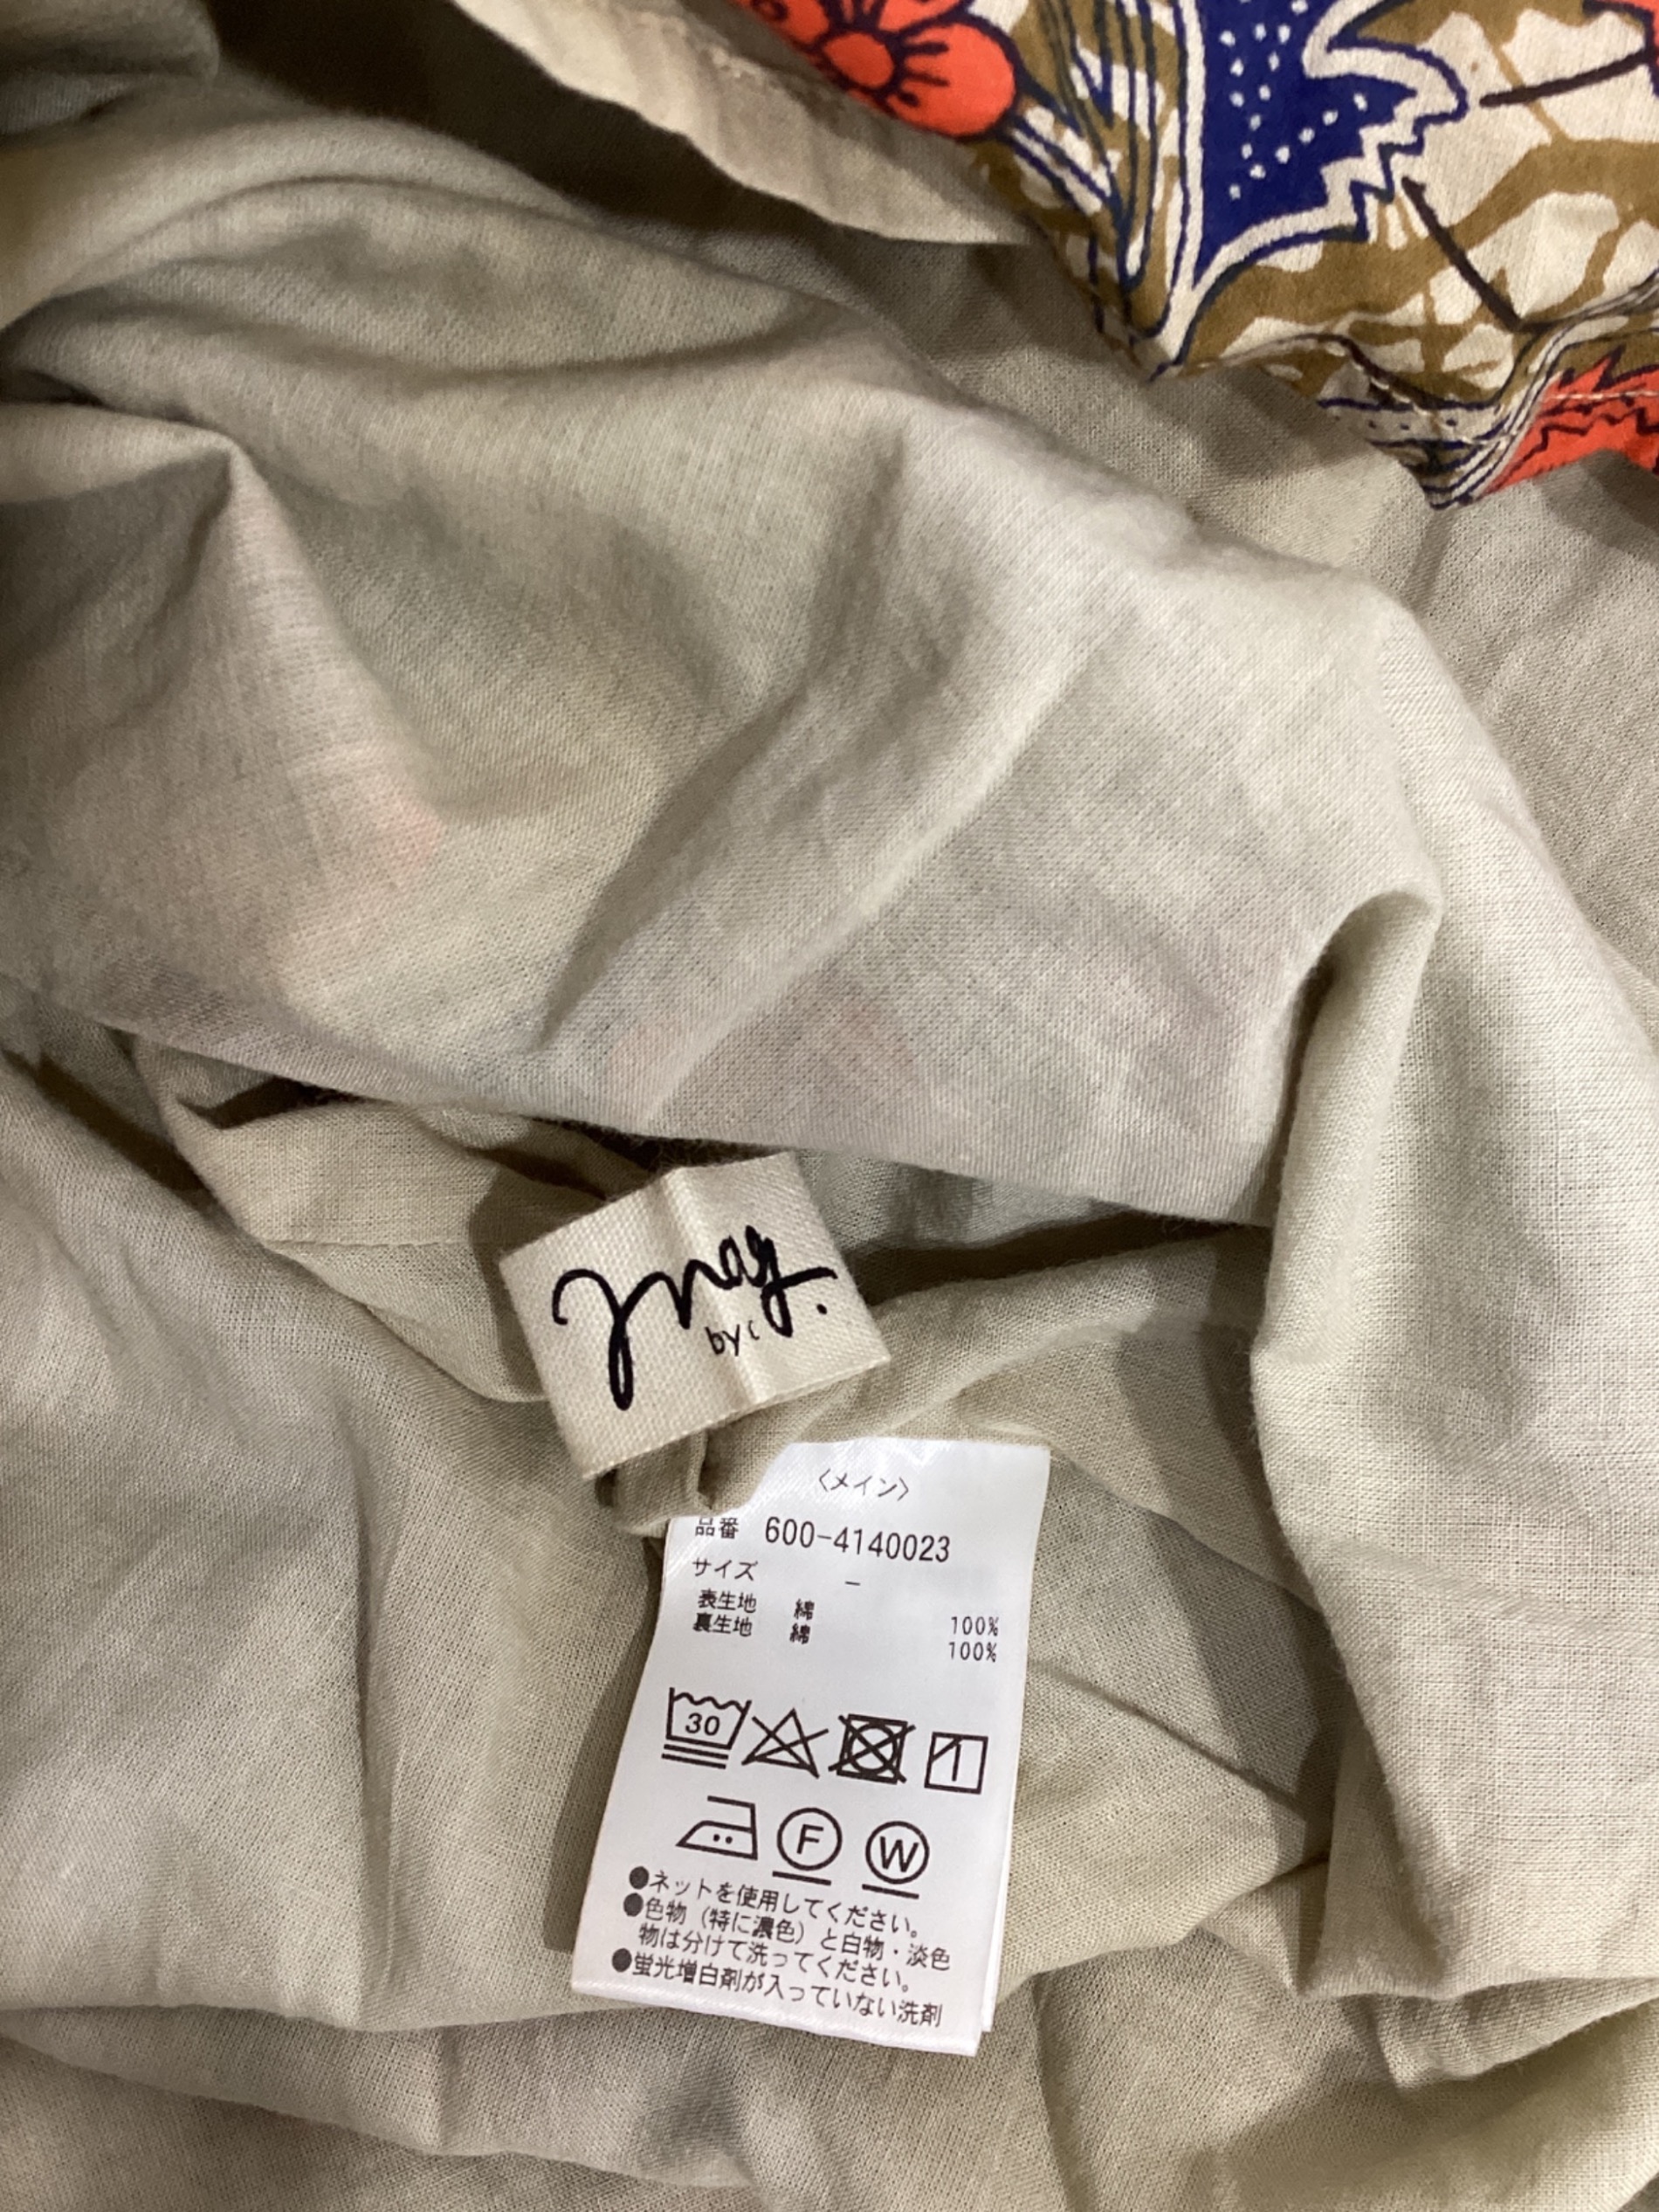 by c
〈メイン〉
品番 600-4140023
サイズ －
表生地 綿 100%
裏生地 綿 100%
30
F W
●ネットを使用してください。
●色物（特に濃色）と白物・淡色
物は分けて洗ってください。
●蛍光増白剤が入っていない洗剤